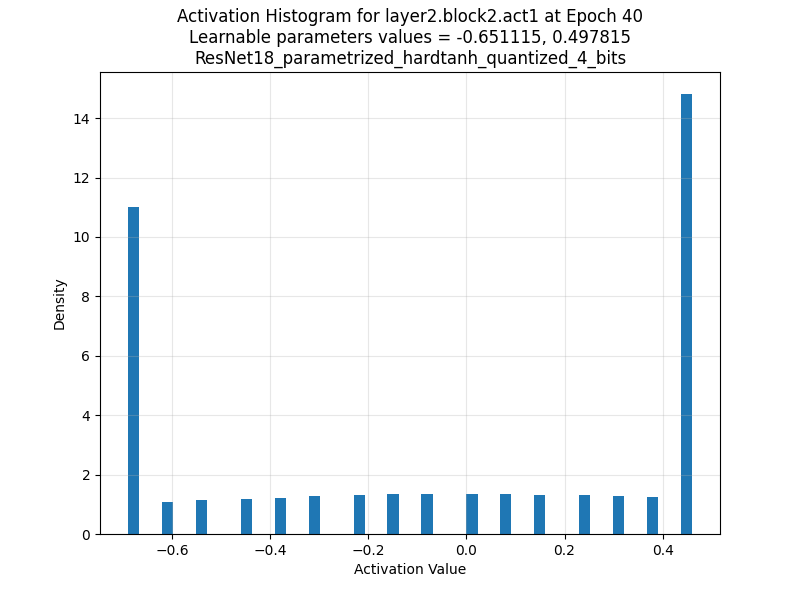 Activation Histogram for layer2.block2.act1 at Epoch 40
Learnable parameters values = -0.651115, 0.497815
ResNet18_parametrized_hardtanh_quantized_4_bits
14
12
10
8
6
4
2
0
Density
−0.6 −0.4 −0.2 0.0 0.2 0.4
Activation Value